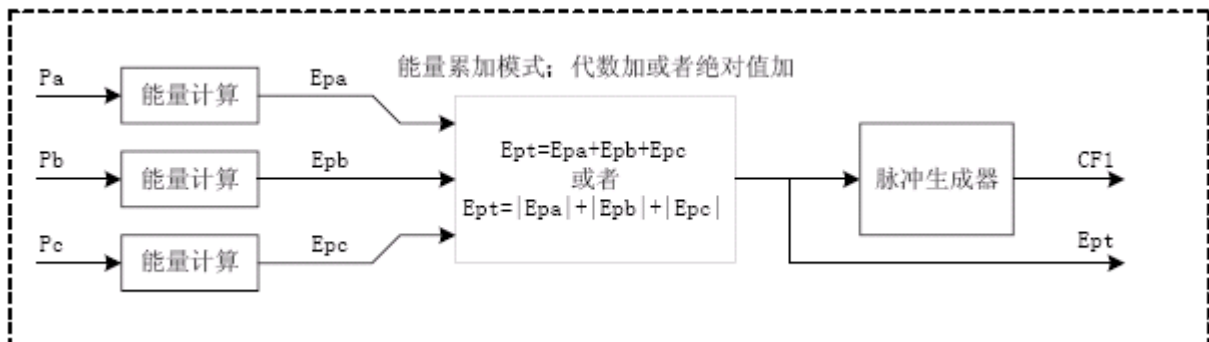 能量累加模式；代数加或者绝对值加
Pa
能量计算
Epa
Pb
能量计算
Epb
Pc
能量计算
Epc
Ept=Epa+Epb+Epc
或者
Ept=|Epa|+|Epb|+|Epc|
脉冲生成器
CF1
Ept